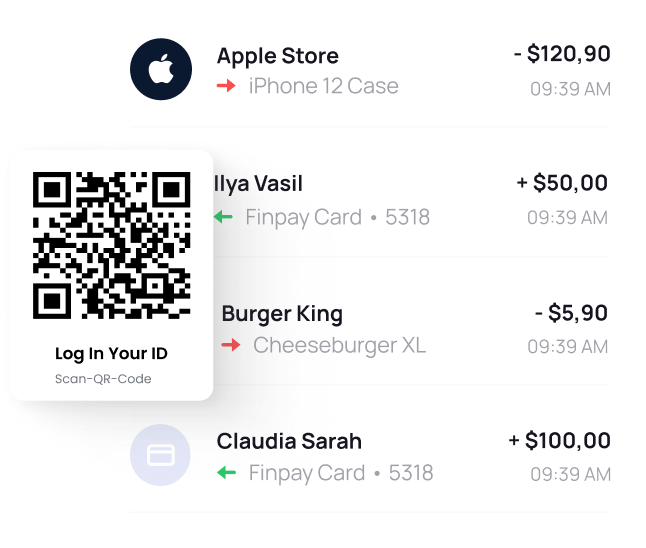 Apple Store
- $120,90
iPhone 12 Case
09:39 AM
Ilya Vasil
+ $50,00
Finpay Card • 5318
09:39 AM
Burger King
- $5,90
Cheeseburger XL
09:39 AM
Log In Your ID
Scan-QR-Code
Claudia Sarah
+ $100,00
Finpay Card • 5318
09:39 AM